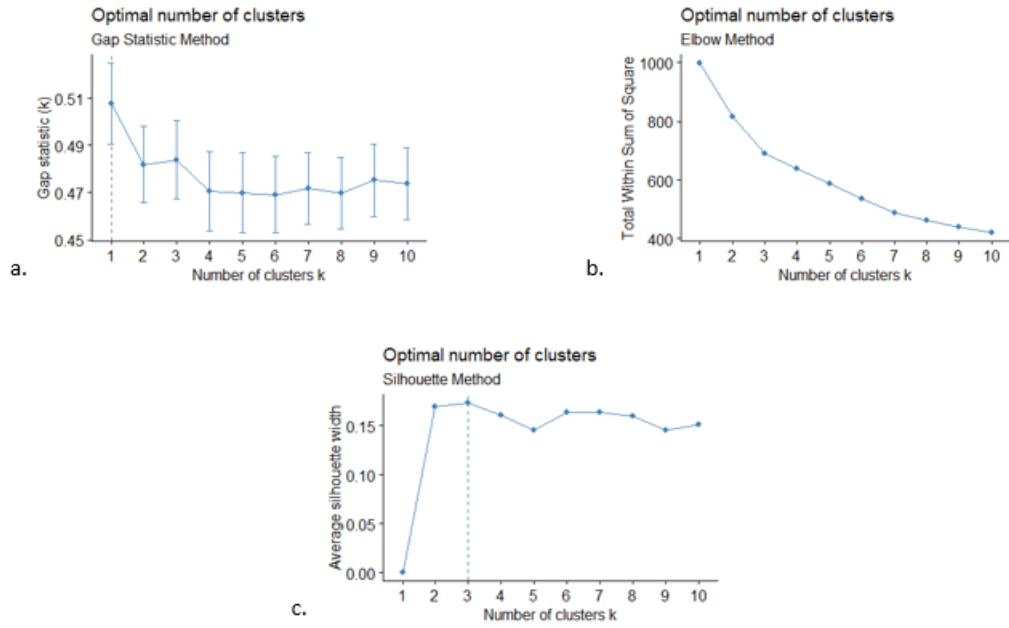 Optimal number of clusters
Gap Statistic Method
Gap statistic (k)
0.51
0.49
0.47
0.45
1 2 3 4 5 6 7 8 9 10
Number of clusters k
a.
Optimal number of clusters
Elbow Method
Total Within Sum of Square
1000
800
600
400
1 2 3 4 5 6 7 8 9 10
Number of clusters k
b.
Optimal number of clusters
Silhouette Method
Average silhouette width
0.15
0.10
0.05
0.00
1 2 3 4 5 6 7 8 9 10
Number of clusters k
c.